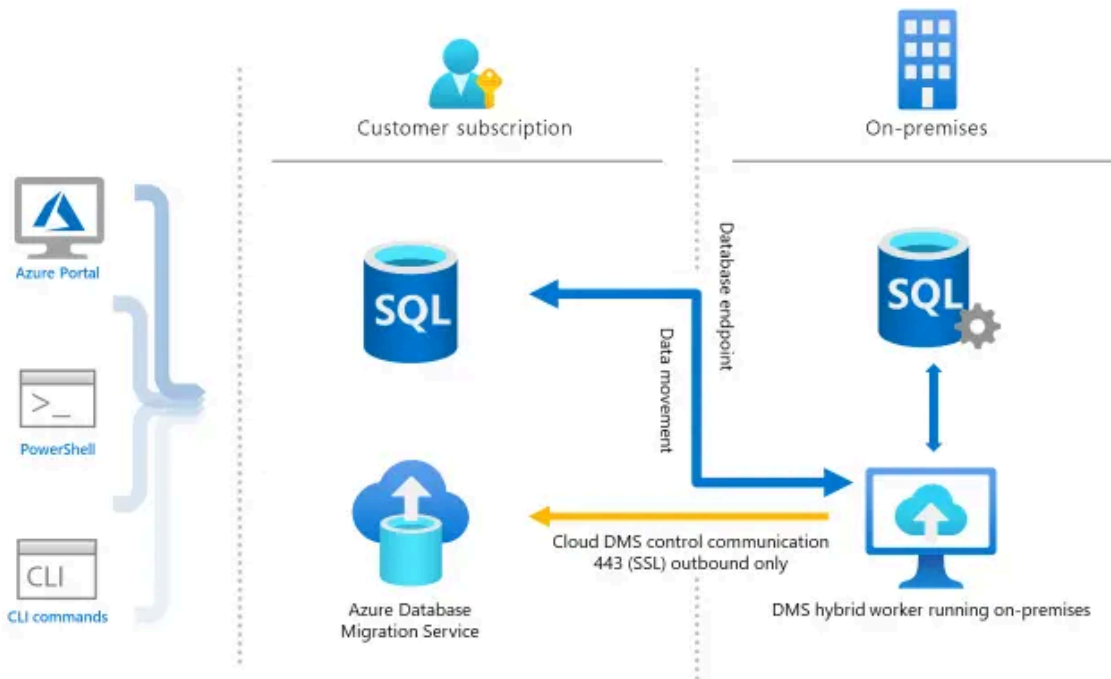 Customer subscription
On-premises
Azure Portal
PowerShell
CLI
CLI commands
SQL
Database endpoint
Data movement
SQL
>_
Cloud DMS control communication
443 (SSL) outbound only
Azure Database
Migration Service
DMS hybrid worker running on-premises